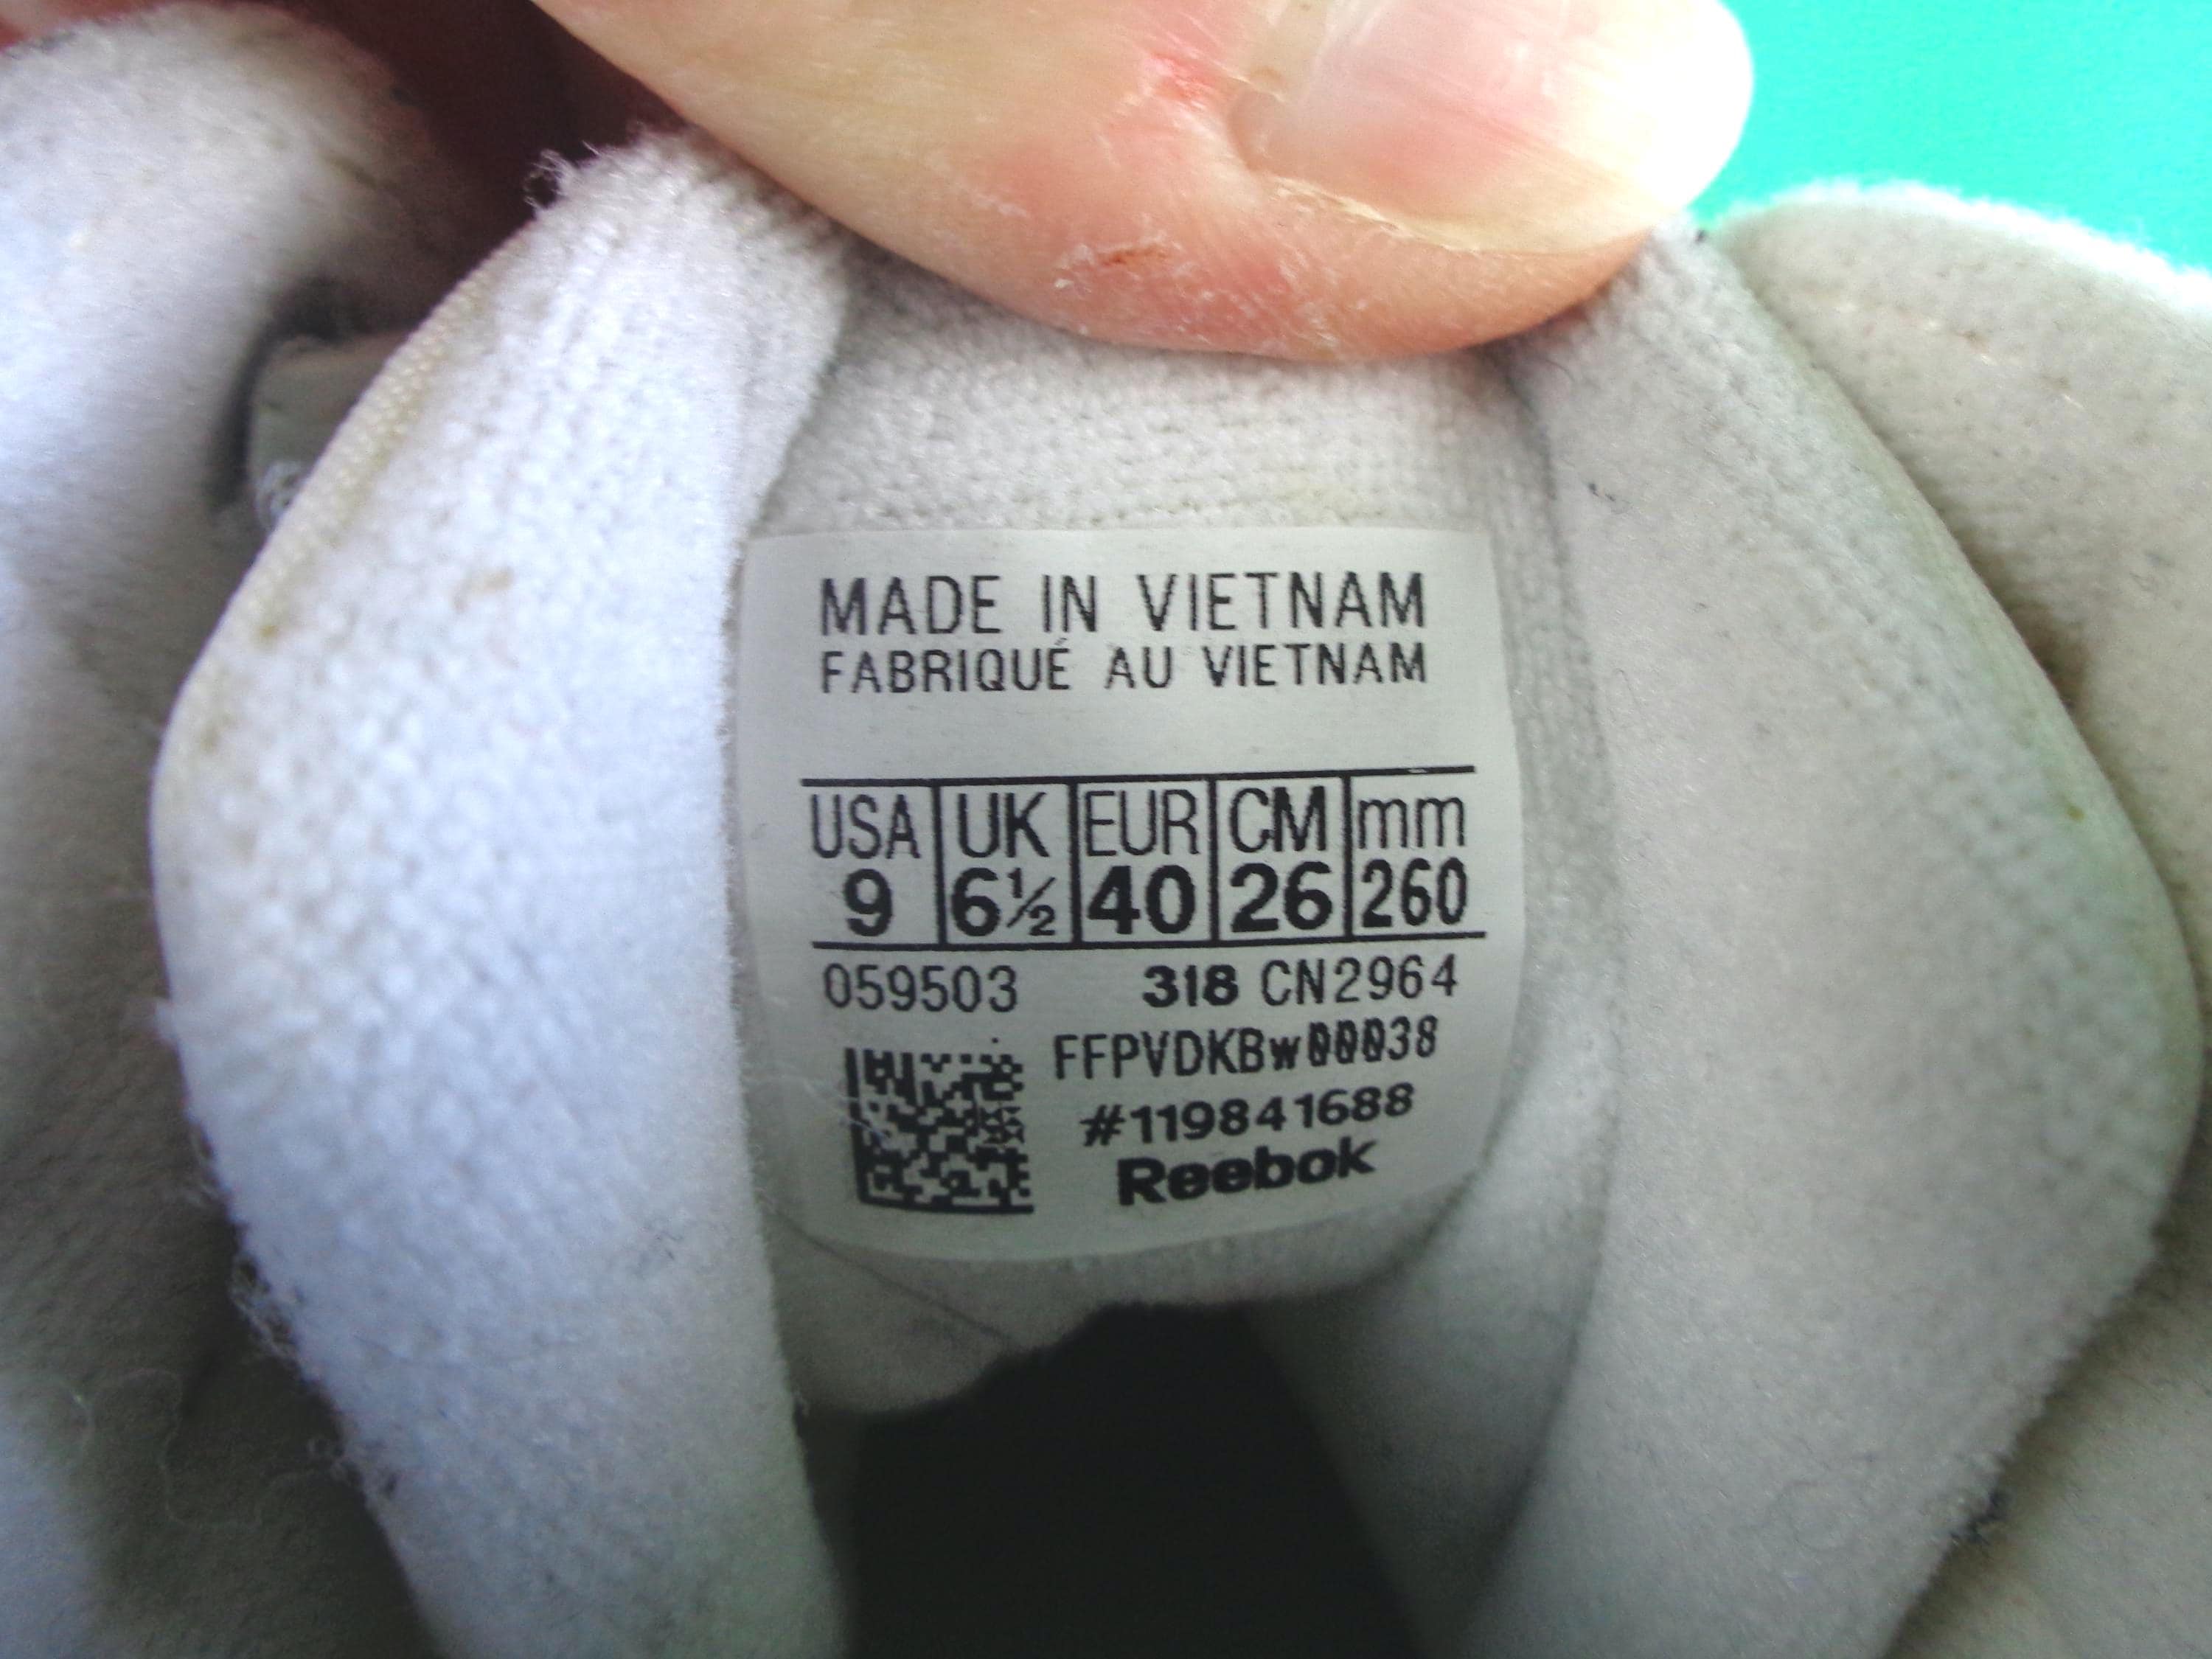 MADE IN VIETNAM
FABRIQUÉ AU VIETNAM
USA UK EUR CM mm
9 6½ 40 26 260
059503 318 CN2964
FFPVDKBw00038
#119841688
Reebok